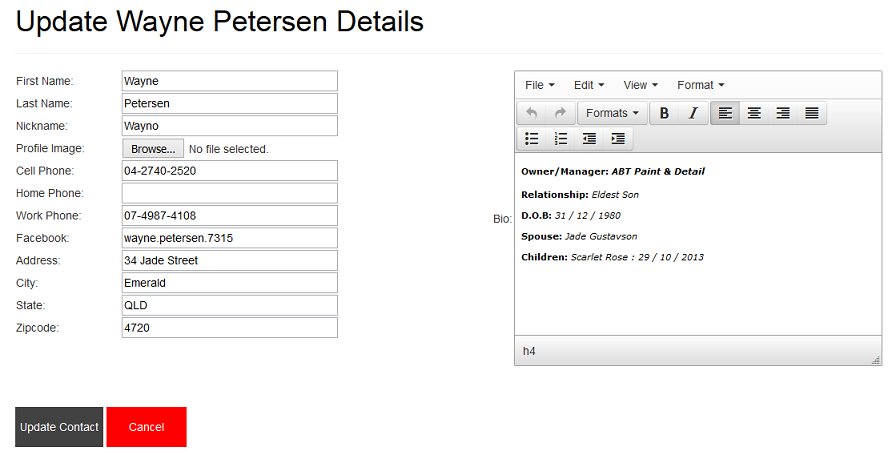 Update Wayne Petersen Details
First Name: Wayne
Last Name: Petersen
Nickname: Wayno
Profile Image: Browse... No file selected.
Cell Phone: 04-2740-2520
Home Phone:
Work Phone: 07-4987-4108
Facebook: wayne.petersen.7315
Address: 34 Jade Street
City: Emerald
State: QLD
Zipcode: 4720
Bio:
File Edit View Format
Formats B I
Owner/Manager: ABT Paint & Detail
Relationship: Eldest Son
D.O.B: 31 / 12 / 1980
Spouse: Jade Gustavson
Children: Scarlet Rose : 29 / 10 / 2013
h4
Update Contact Cancel